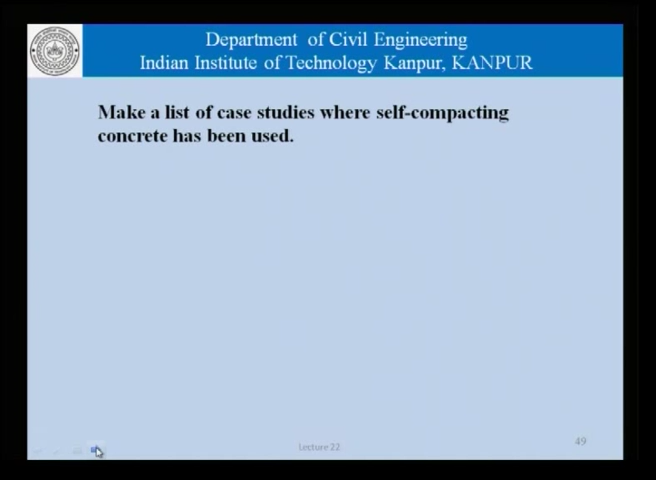 Department of Civil Engineering
Indian Institute of Technology Kanpur, KANPUR
Make a list of case studies where self-compacting
concrete has been used.
Lecture 22
49